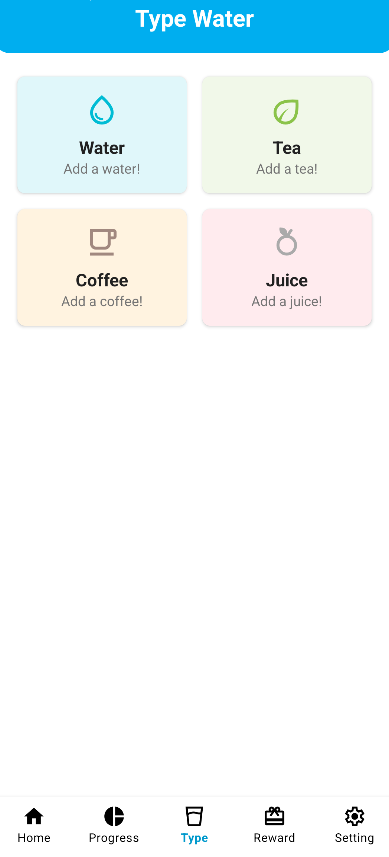 Type Water
Water
Add a water!
Tea
Add a tea!
Coffee
Add a coffee!
Juice
Add a juice!
Home
Progress
Type
Reward
Setting